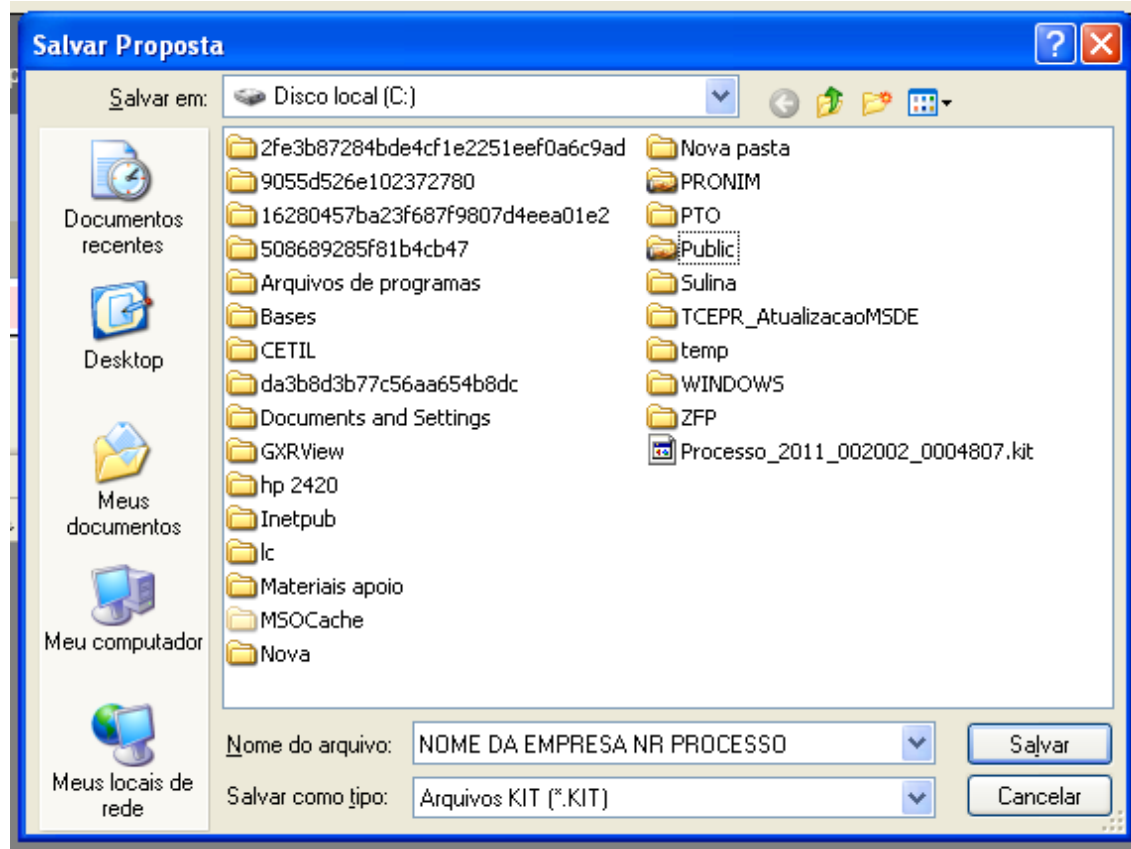 Salvar Proposta
Salvar em:
Disco local (C:)
Documentos
recentes
Desktop
Meus
documentos
Meu computador
Meus locais de
rede
2fe3b87284bde4cf1e2251eef0a6c9ad
9055d526e102372780
16280457ba23f687f9807d4eea01e2
508689285f81b4cb47
Arquivos de programas
Bases
CETIL
da3b8d3b77c56aa654b8dc
Documents and Settings
GXRView
hp 2420
Inetpub
lc
Materiais apoio
MSOCache
Nova
Nova pasta
PRONIM
PTO
Public
Sulina
TCEPR_AtualizacaoMSDE
temp
WINDOWS
ZFP
Processo_2011_002002_0004807.kit
Nome do arquivo:
NOME DA EMPRESA NR PROCESSO
Salvar
Salvar como tipo:
Arquivos KIT (*.KIT)
Cancelar